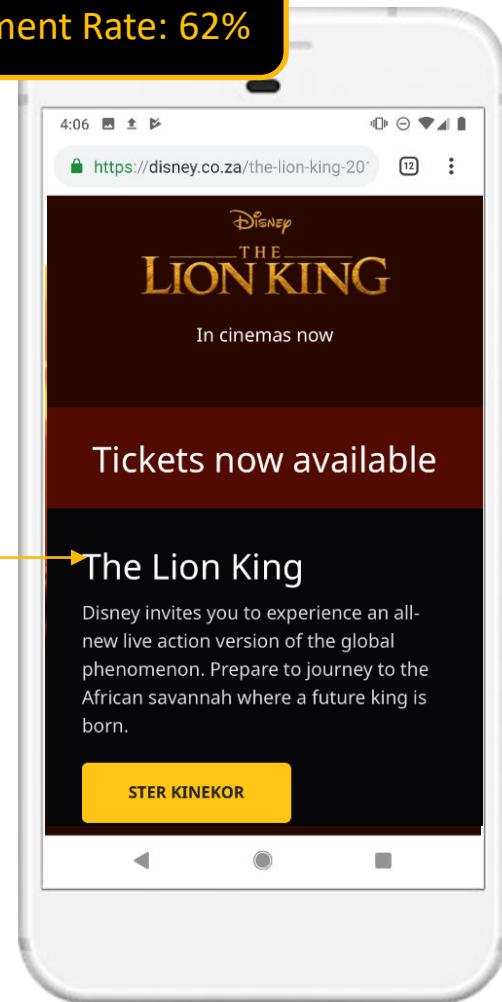 Rate: 62%
4:06
https://disney.co.za/the-lion-king-201
12
Disney
THE
LION KING
In cinemas now
Tickets now available
The Lion King
Disney invites you to experience an all-
new live action version of the global
phenomenon. Prepare to journey to the
African savannah where a future king is
born.
STER KINEKOR